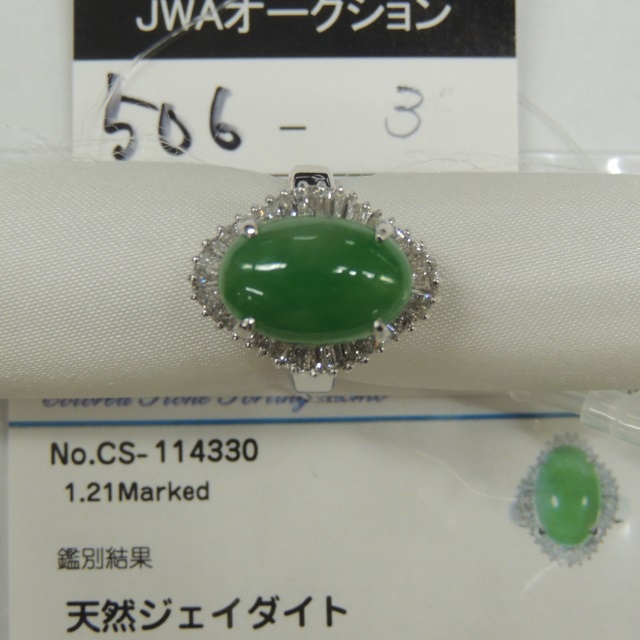 JWAオークション
506 - 3
No.CS-114330
1.21Marked
鑑別結果
天然ジェイダイト